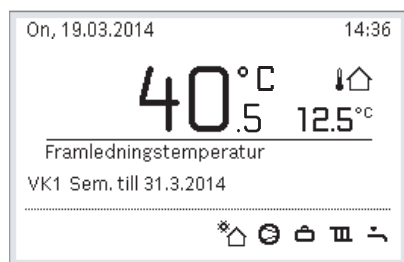 On, 19.03.2014 14:36
40.5 °C
12.5°C
Framledningstemperatur
VK1 Sem. till 31.3.2014